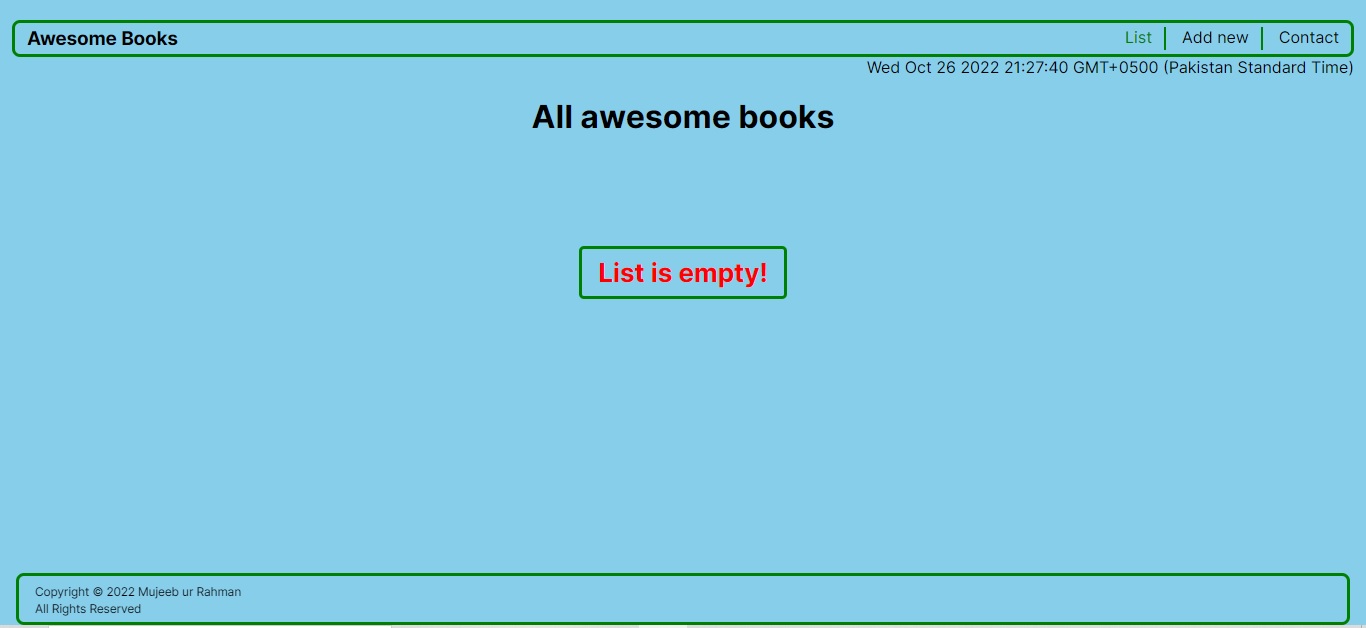 Awesome Books
List
Add new
Contact
Wed Oct 26 2022 21:27:40 GMT+0500 (Pakistan Standard Time)
All awesome books
List is empty!
Copyright © 2022 Mujeeb ur Rahman
All Rights Reserved